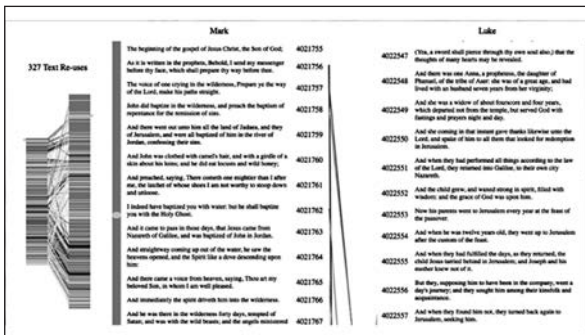 Mark
Luke
327 Text Re-uses
The beginning of the gospel of Jesus Christ, the Son of God;
4021755
As it is written in the prophets, Behold, I send my messenger
before thy face, which shall prepare thy way before thee.
4021756
The voice of one crying in the wilderness, Prepare ye the way
of the Lord, make his paths straight.
4021757
John did baptize in the wilderness, and preach the baptism of
repentance for the remission of sins.
4021758
And there went out unto him all the land of Judaea, and they
of Jerusalem, and were all baptized of him in the river of
Jordan, confessing their sins.
4021759
And John was clothed with camel's hair, and with a girdle of a
skin about his loins; and he did eat locusts and wild honey;
4021760
And preached, saying, There cometh one mightier than I after
me, the latchet of whose shoes I am not worthy to stoop down
and unloose.
4021761
I indeed have baptized you with water: but he shall baptize
you with the Holy Ghost.
4021762
And it came to pass in those days, that Jesus came from
Nazareth of Galilee, and was baptized of John in Jordan.
4021763
And straightway coming up out of the water, he saw the
heavens opened, and the Spirit like a dove descending upon
him:
4021764
And there came a voice from heaven, saying, Thou art my
beloved Son, in whom I am well pleased.
4021765
And immediately the spirit driveth him into the wilderness.
4021766
And he was there in the wilderness forty days, tempted of
Satan; and was with the wild beasts; and the angels ministered
4021767
4022547
(Yea, a sword shall pierce through thy own soul also,) that the
thoughts of many hearts may be revealed.
4022548
And there was one Anna, a prophetess, the daughter of
Phanuel, of the tribe of Aser: she was of a great age, and had
lived with an husband seven years from her virginity;
4022549
And she was a widow of about fourscore and four years,
which departed not from the temple, but served God with
fastings and prayers night and day.
4022550
And she coming in that instant gave thanks likewise unto the
Lord, and spake of him to all them that looked for redemption
in Jerusalem.
4022551
And when they had performed all things according to the law
of the Lord, they returned into Galilee, to their own city
Nazareth.
4022552
And the child grew, and waxed strong in spirit, filled with
wisdom: and the grace of God was upon him.
4022553
Now his parents went to Jerusalem every year at the feast of
the passover.
4022554
And when he was twelve years old, they went up to Jerusalem
after the custom of the feast.
4022555
And when they had fulfilled the days, as they returned, the
child Jesus tarried behind in Jerusalem; and Joseph and his
mother knew not of it.
4022556
But they, supposing him to have been in the company, went a
day's journey; and they sought him among their kinsfolk and
acquaintance.
4022557
And when they found him not, they turned back again to
Jerusalem, seeking him.